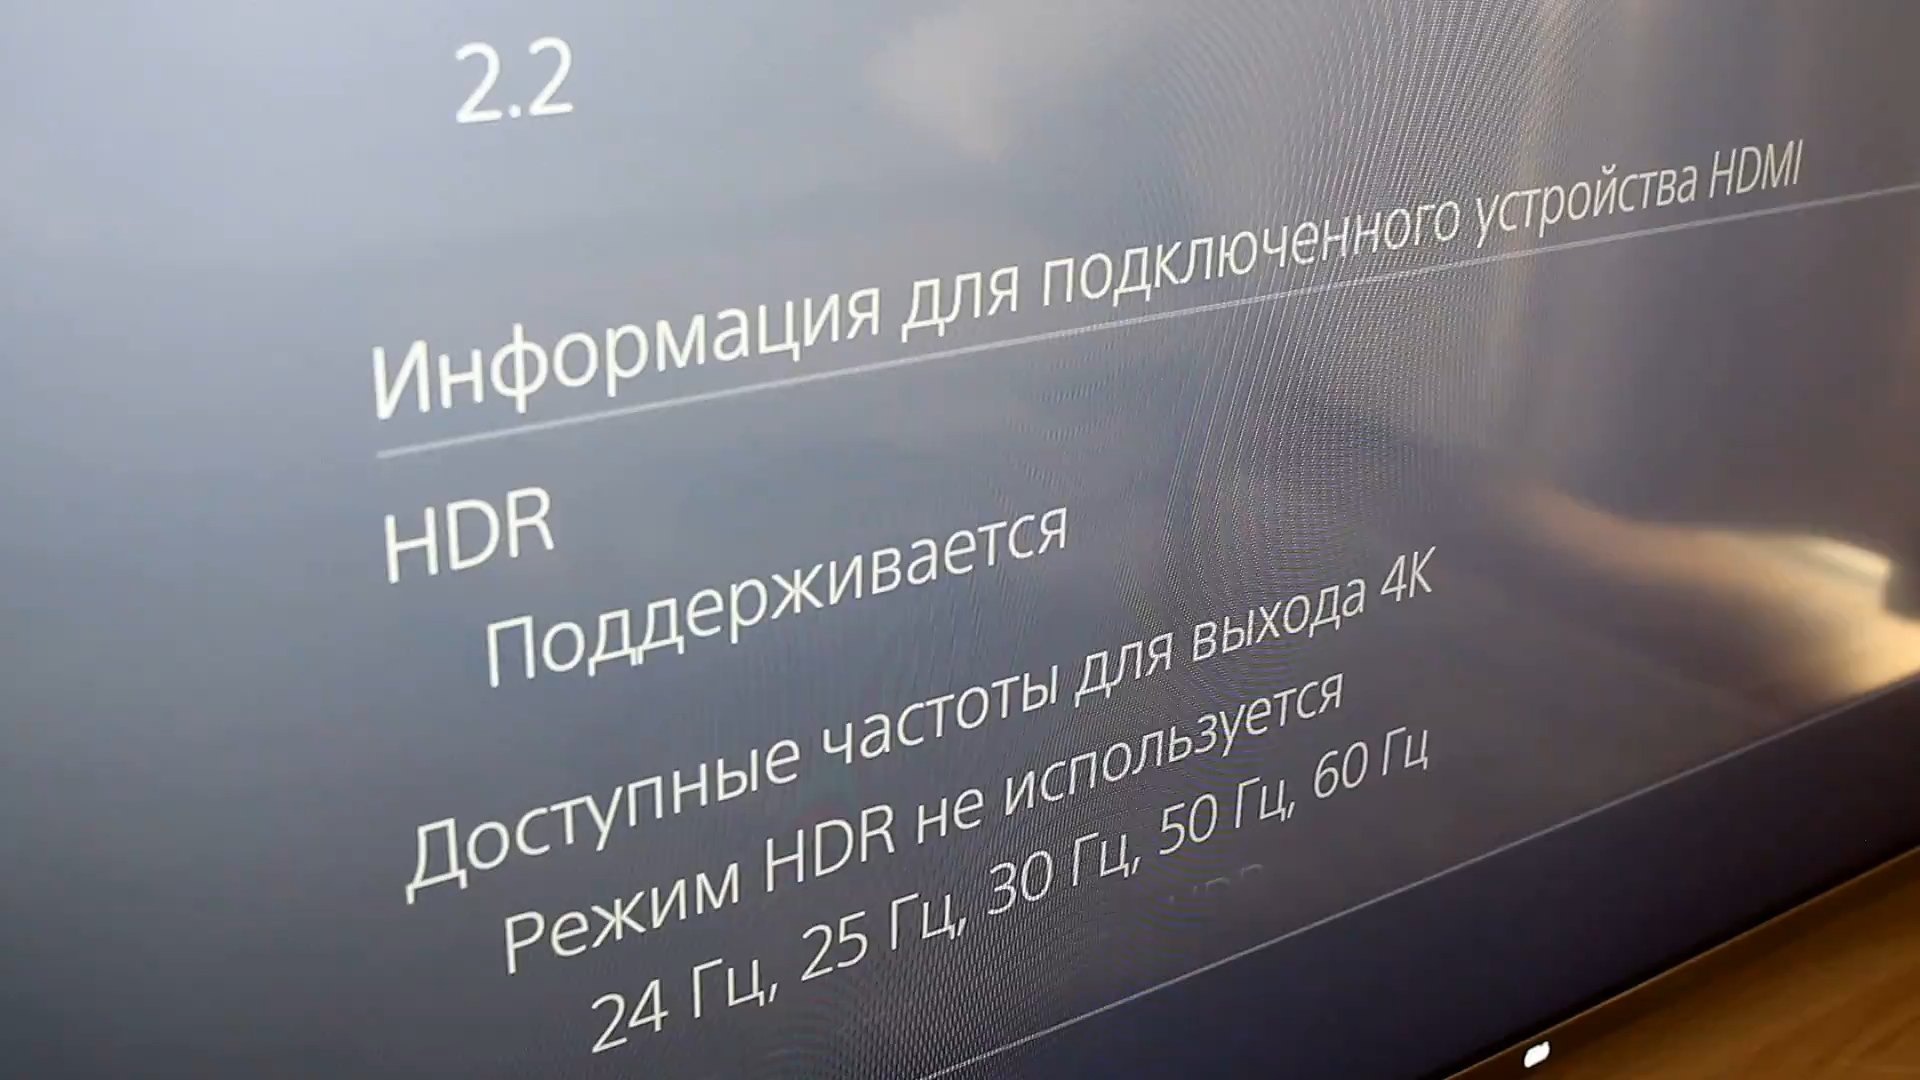 2.2
Информация для подключенного устройства HDMI
HDR
Поддерживается
Доступные частоты для выхода 4K
Режим HDR не используется
24 Гц, 25 Гц, 30 Гц, 50 Гц, 60 Гц